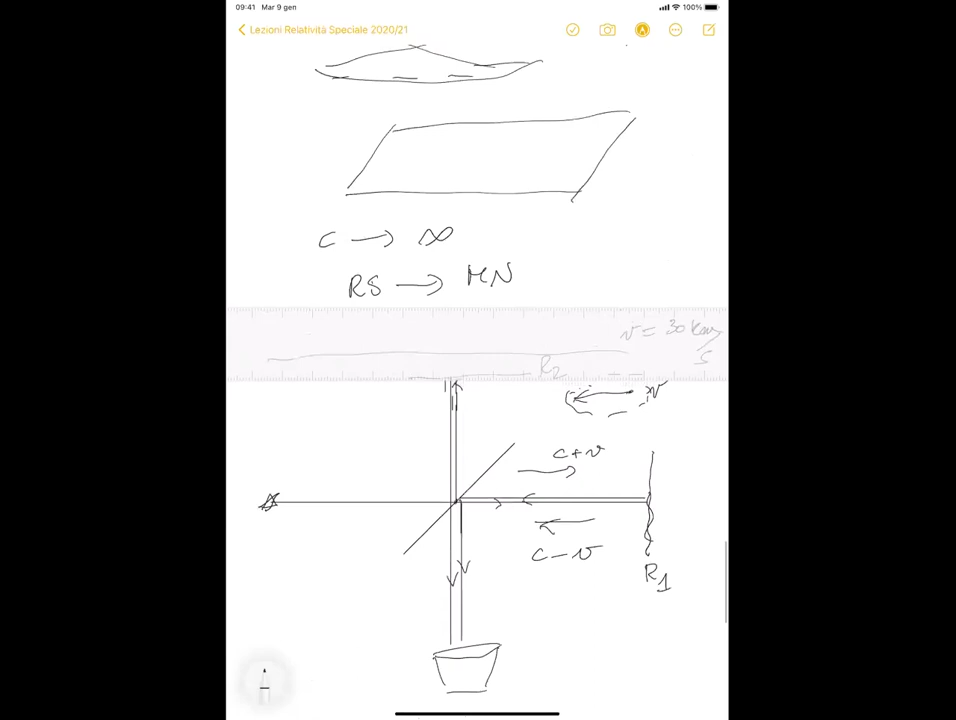 09:41 Mar 9 gen
100%
Lezioni Relatività Speciale 2020/21
C → ∞
RS → MN
v = 30 km/s
R2
v
c+v
c-v
R1